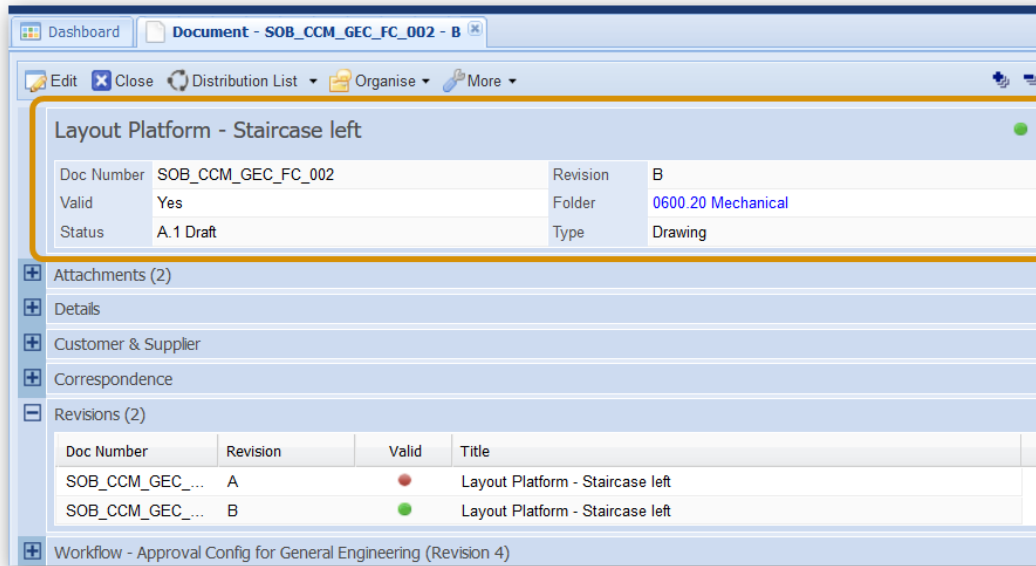 Dashboard Document - SOB_CCM_GEC_FC_002 - B
Edit Close Distribution List Organise More
Layout Platform - Staircase left
Doc Number SOB_CCM_GEC_FC_002 Revision B
Valid Yes Folder 0600.20 Mechanical
Status A.1 Draft Type Drawing
Attachments (2)
Details
Customer & Supplier
Correspondence
Revisions (2)
Doc Number Revision Valid Title
SOB_CCM_GEC_... A Layout Platform - Staircase left
SOB_CCM_GEC_... B Layout Platform - Staircase left
Workflow - Approval Config for General Engineering (Revision 4)